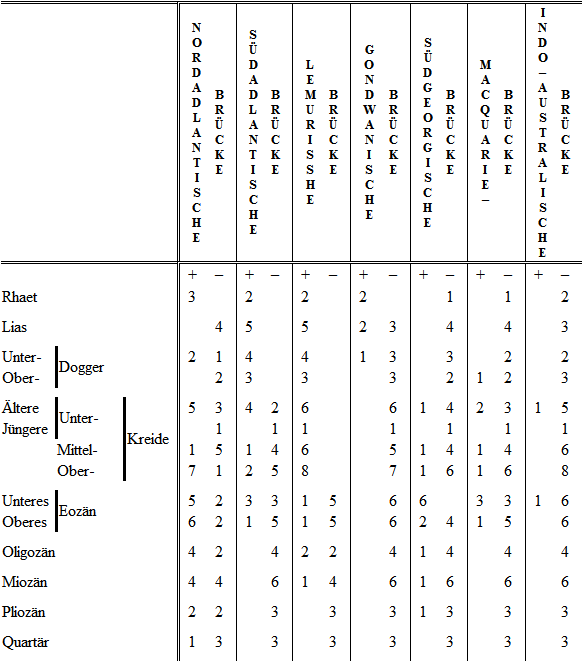 NORDADLANTISCHE
BRÜCKE
SÜDADLANTISCHE
BRÜCKE
LEMURISSHE
BRÜCKE
GONDWANISCHE
BRÜCKE
SÜDGEORGISCHE
BRÜCKE
MACQUARIE–
BRÜCKE
INDO–AUSTRALISCHE
BRÜCKE
+ – + – + – + – + – + – + –
Rhaet 3 2 2 2 1 1 2
Lias 4 5 5 2 3 4 4 3
Unter- 2 1 4 4 1 3 3 2 2
Dogger
Ober- 2 3 3 3 2 1 2 3
Ältere 5 3 4 2 6 6 1 4 2 3 1 5
Unter-
Jüngere 1 1 1 1 1 1 1
Kreide
Mittel- 1 5 1 4 6 5 1 4 1 4 6
Ober- 7 1 2 5 8 7 1 6 1 6 8
Unteres 5 2 3 3 1 5 6 6 3 3 1 6
Eozän
Oberes 6 2 1 5 1 5 6 2 4 1 5 6
Oligozän 4 2 4 2 2 4 1 4 4 4
Miozän 4 4 6 1 4 6 1 6 6 6
Pliozän 2 2 3 3 3 1 3 3 3
Quartär 1 3 3 3 3 3 3 3